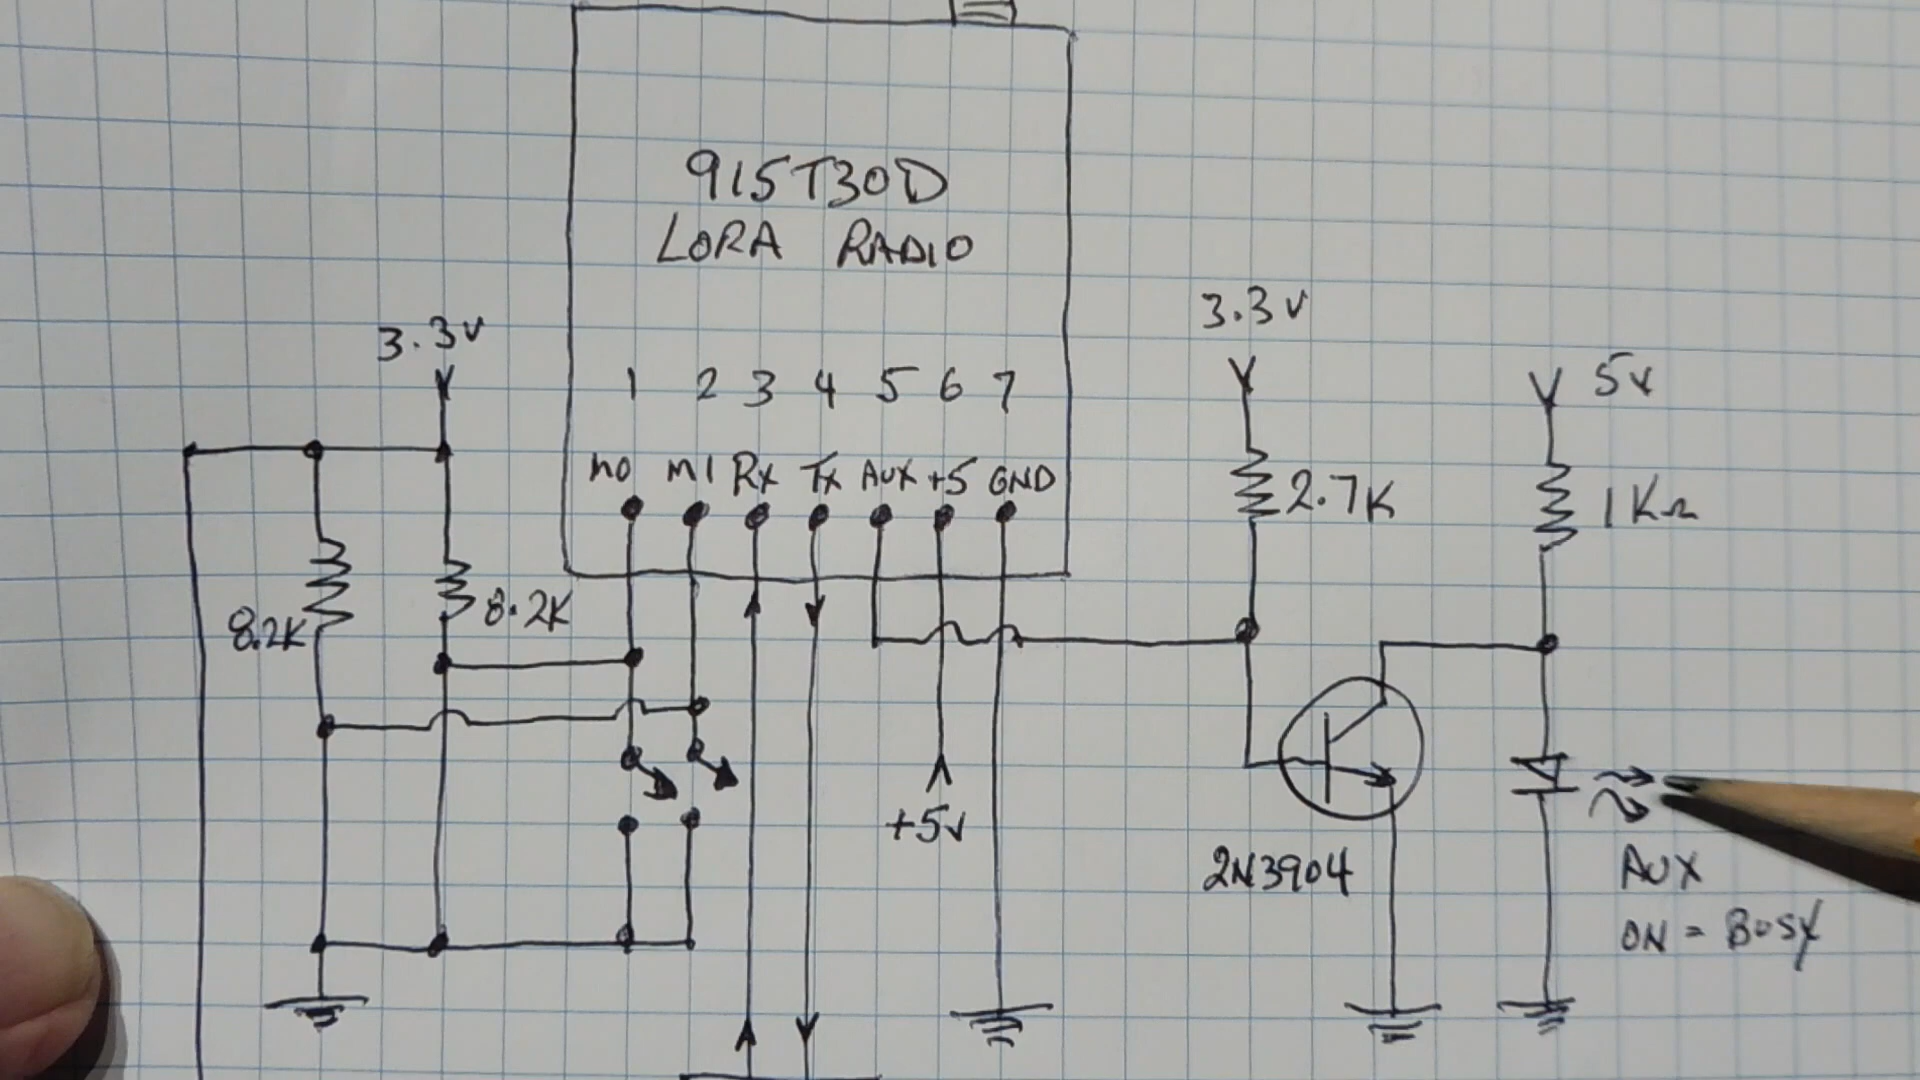 915T30D
LORA RADIO
3.3V
3.3V
5V
1 2 3 4 5 6 7
M0 M1 Rx Tx AUX +5 GND
2.7K
1KΩ
8.2K
8.2K
+5V
2N3904
AUX
ON = BUSY